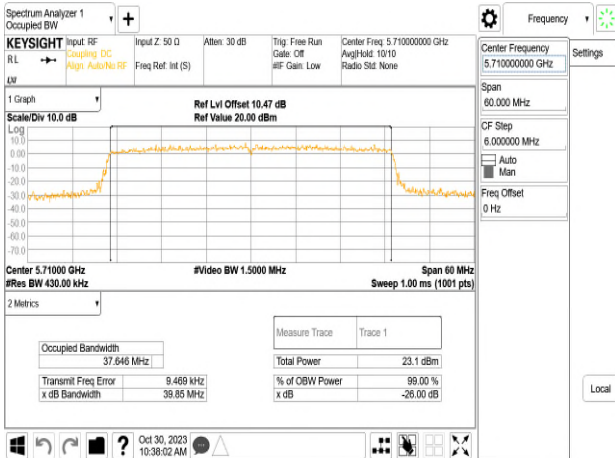 Spectrum Analyzer 1
Occupied BW
+
Frequency
KEYSIGHT
RL
Input: RF
Coupling: DC
Align: Auto/No RF
Input Z: 50 Ω
Freq Ref: Int (S)
Atten: 30 dB
Trig: Free Run
Gate: Off
#IF Gain: Low
Center Freq: 5.710000000 GHz
Avg|Hold: 10/10
Radio Std: None
Center Frequency
5.710000000 GHz
Settings
Span
60.000 MHz
CF Step
6.000000 MHz
Auto
Man
Freq Offset
0 Hz
1 Graph
Scale/Div 10.0 dB
Ref Lvl Offset 10.47 dB
Ref Value 20.00 dBm
Log
10.0
0.00
-10.0
-20.0
-30.0
-40.0
-50.0
-60.0
-70.0
Center 5.71000 GHz
#Res BW 430.00 kHz
#Video BW 1.5000 MHz
Span 60 MHz
Sweep 1.00 ms (1001 pts)
2 Metrics
Measure Trace Trace 1
Occupied Bandwidth
37.646 MHz
Total Power 23.1 dBm
Transmit Freq Error 9.469 kHz
% of OBW Power 99.00 %
x dB Bandwidth 39.85 MHz
x dB -26.00 dB
Local
?
Oct 30, 2023
10:38:02 AM